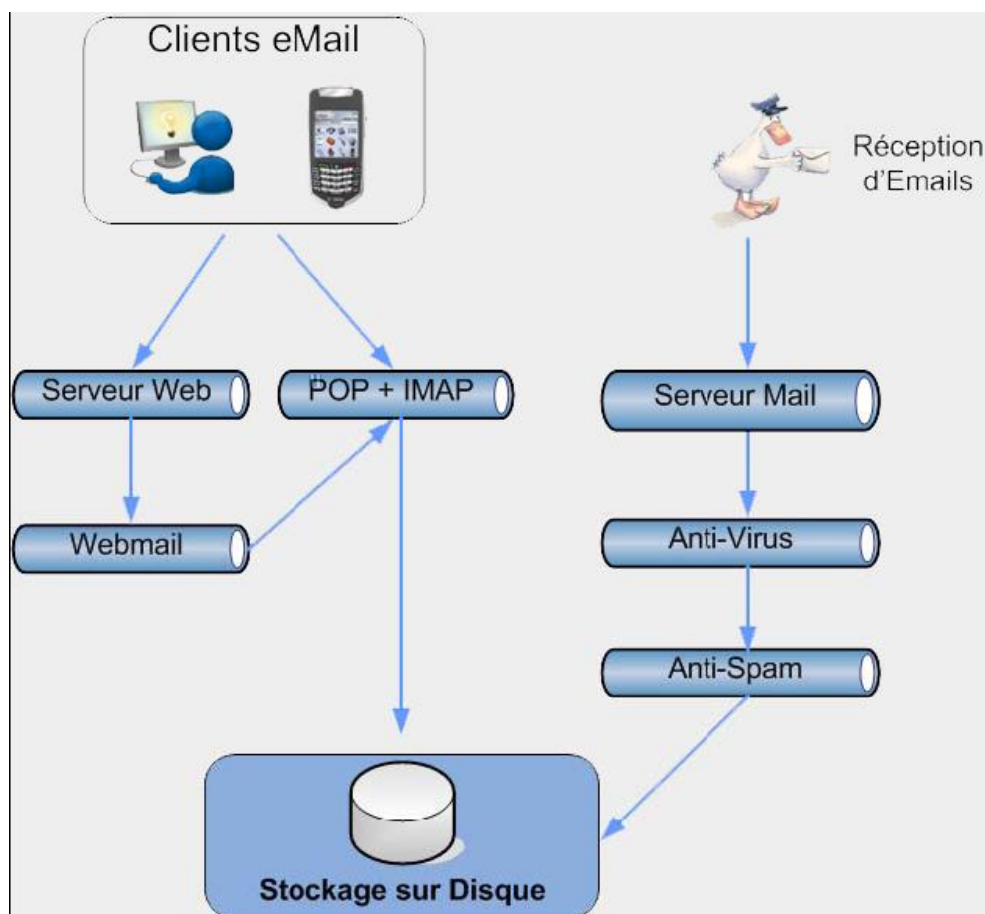 Clients eMail
Réception
d'Emails
Serveur Web
POP + IMAP
Serveur Mail
Webmail
Anti-Virus
Anti-Spam
Stockage sur Disque